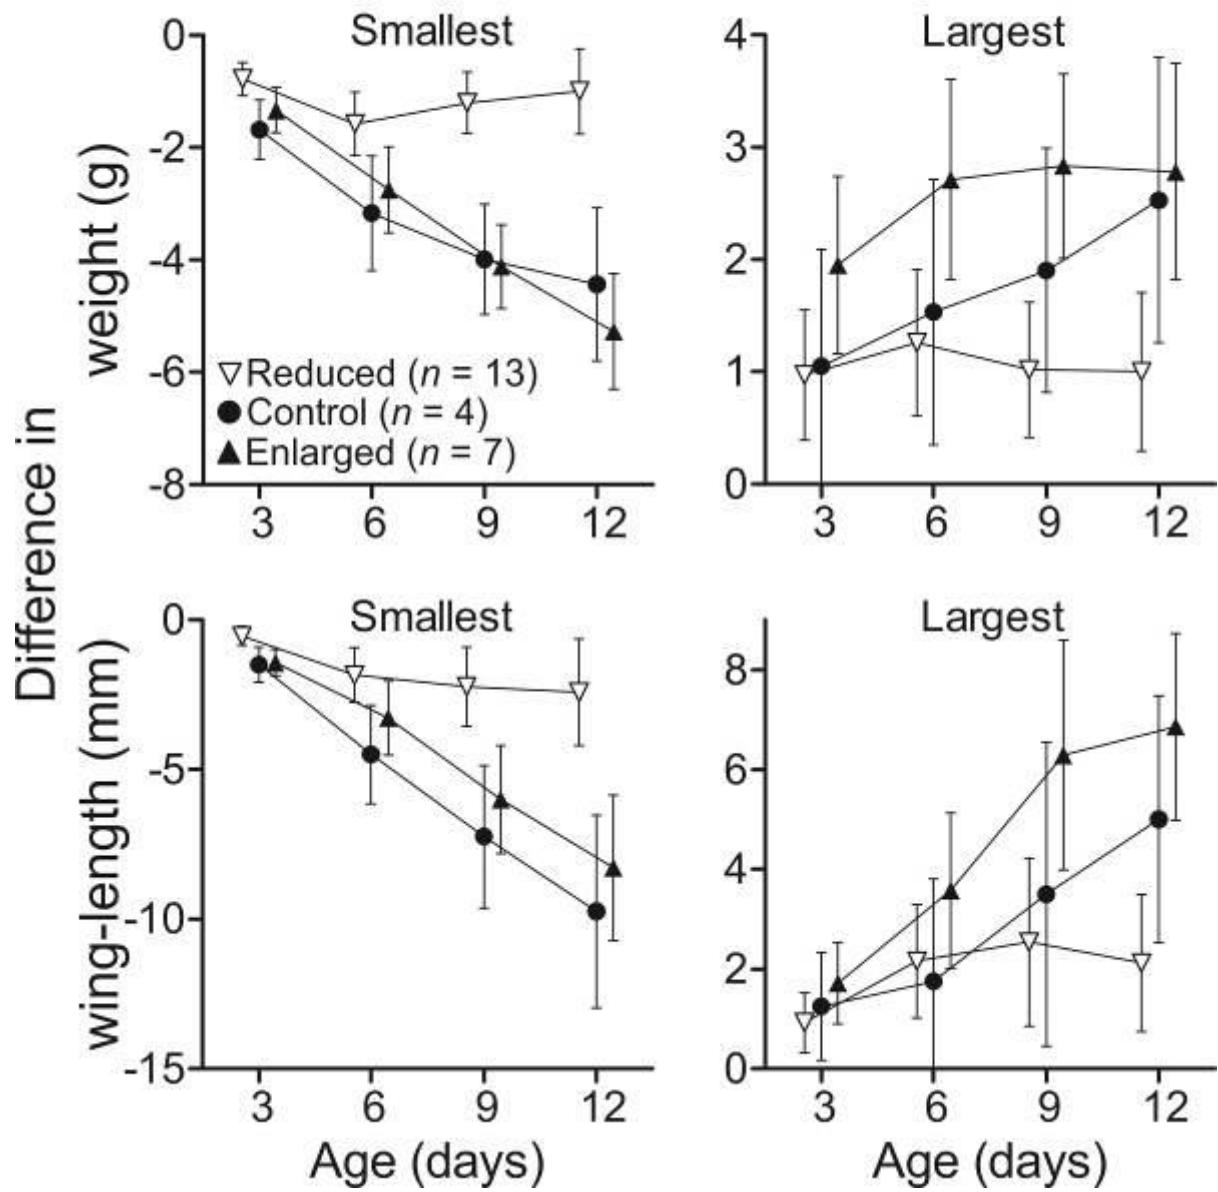 Difference in
weight (g)
Smallest
0
-2
-4
-6
-8
Reduced (n = 13)
Control (n = 4)
Enlarged (n = 7)
3 6 9 12
Largest
4
3
2
1
0
3 6 9 12
wing-length (mm)
Smallest
0
-5
-10
-15
3 6 9 12
Age (days)
Largest
8
6
4
2
0
3 6 9 12
Age (days)